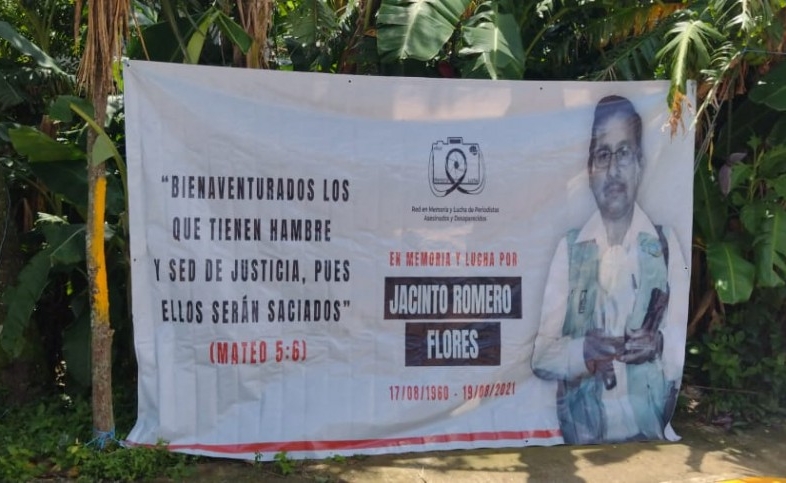 “BIENAVENTURADOS LOS
QUE TIENEN HAMBRE
Y SED DE JUSTICIA, PUES
ELLOS SERÁN SACIADOS”
(MATEO 5:6)
Red en Memoria y Lucha de Periodistas
Asesinados y Desaparecidos
EN MEMORIA Y LUCHA POR
JACINTO ROMERO
FLORES
17/08/1960 - 19/08/2021